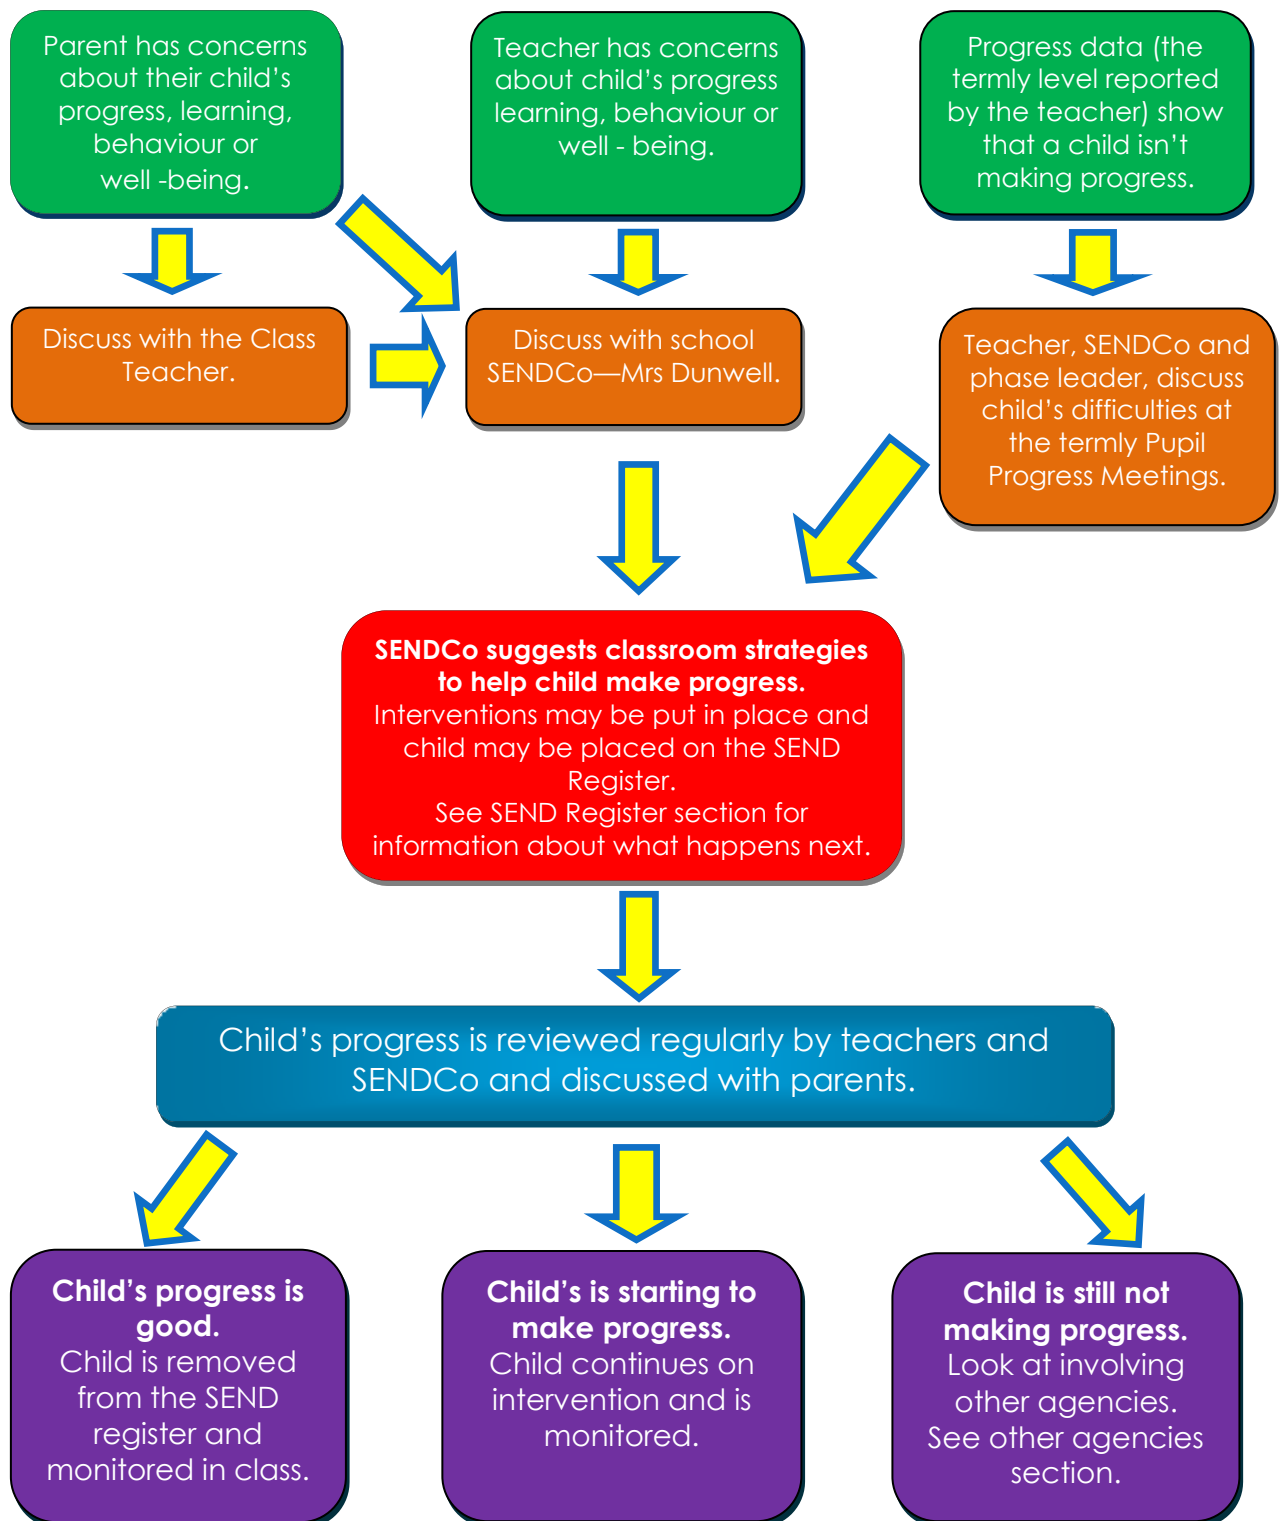 Parent has concerns
about their child’s
progress, learning,
behaviour or
well -being.
Teacher has concerns
about child’s progress
learning, behaviour or
well - being.
Progress data (the
termly level reported
by the teacher) show
that a child isn’t
making progress.
Discuss with the Class
Teacher.
Discuss with school
SENDCo—Mrs Dunwell.
Teacher, SENDCo and
phase leader, discuss
child’s difficulties at
the termly Pupil
Progress Meetings.
SENDCo suggests classroom strategies
to help child make progress.
Interventions may be put in place and
child may be placed on the SEND
Register.
See SEND Register section for
information about what happens next.
Child’s progress is reviewed regularly by teachers and
SENDCo and discussed with parents.
Child’s progress is
good.
Child is removed
from the SEND
register and
monitored in class.
Child’s is starting to
make progress.
Child continues on
intervention and is
monitored.
Child is still not
making progress.
Look at involving
other agencies.
See other agencies
section.